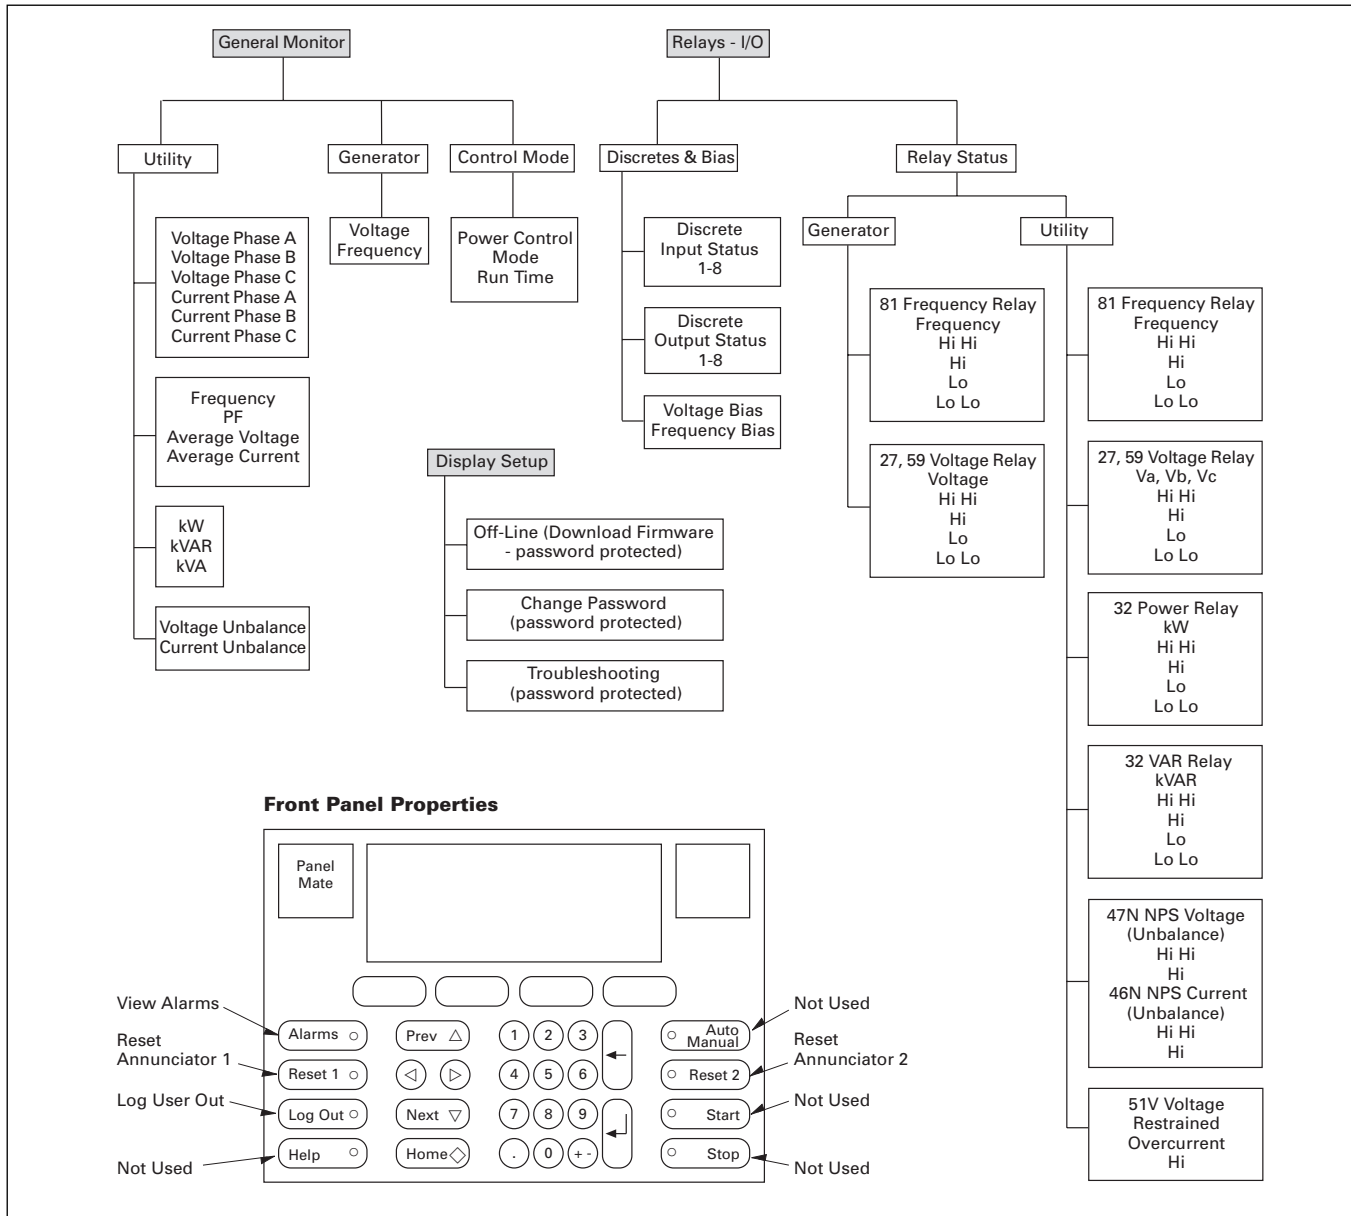 General Monitor
Utility
Generator
Control Mode
Voltage Phase A
Voltage Phase B
Voltage Phase C
Current Phase A
Current Phase B
Current Phase C
Frequency
PF
Average Voltage
Average Current
kW
kVAR
kVA
Voltage Unbalance
Current Unbalance
Voltage
Frequency
Power Control
Mode
Run Time
Relays - I/O
Discretes & Bias
Relay Status
Discrete
Input Status
1-8
Discrete
Output Status
1-8
Voltage Bias
Frequency Bias
Generator
Utility
81 Frequency Relay
Frequency
Hi Hi
Hi
Lo
Lo Lo
27, 59 Voltage Relay
Voltage
Hi Hi
Hi
Lo
Lo Lo
81 Frequency Relay
Frequency
Hi Hi
Hi
Lo
Lo Lo
27, 59 Voltage Relay
Va, Vb, Vc
Hi Hi
Hi
Lo
Lo Lo
32 Power Relay
kW
Hi Hi
Hi
Lo
Lo Lo
32 VAR Relay
kVAR
Hi Hi
Hi
Lo
Lo Lo
47N NPS Voltage
(Unbalance)
Hi Hi
Hi
46N NPS Current
(Unbalance)
Hi Hi
Hi
51V Voltage
Restrained
Overcurrent
Hi
Display Setup
Off-Line (Download Firmware
- password protected)
Change Password
(password protected)
Troubleshooting
(password protected)
Front Panel Properties
Panel
Mate
View Alarms
Reset
Annunciator 1
Log User Out
Not Used
Alarms
Reset 1
Log Out
Help
Prev
Next
Home
1 2 3
4 5 6
7 8 9
. 0 + -
Auto
Manual
Reset 2
Start
Stop
Not Used
Reset
Annunciator 2
Not Used
Not Used